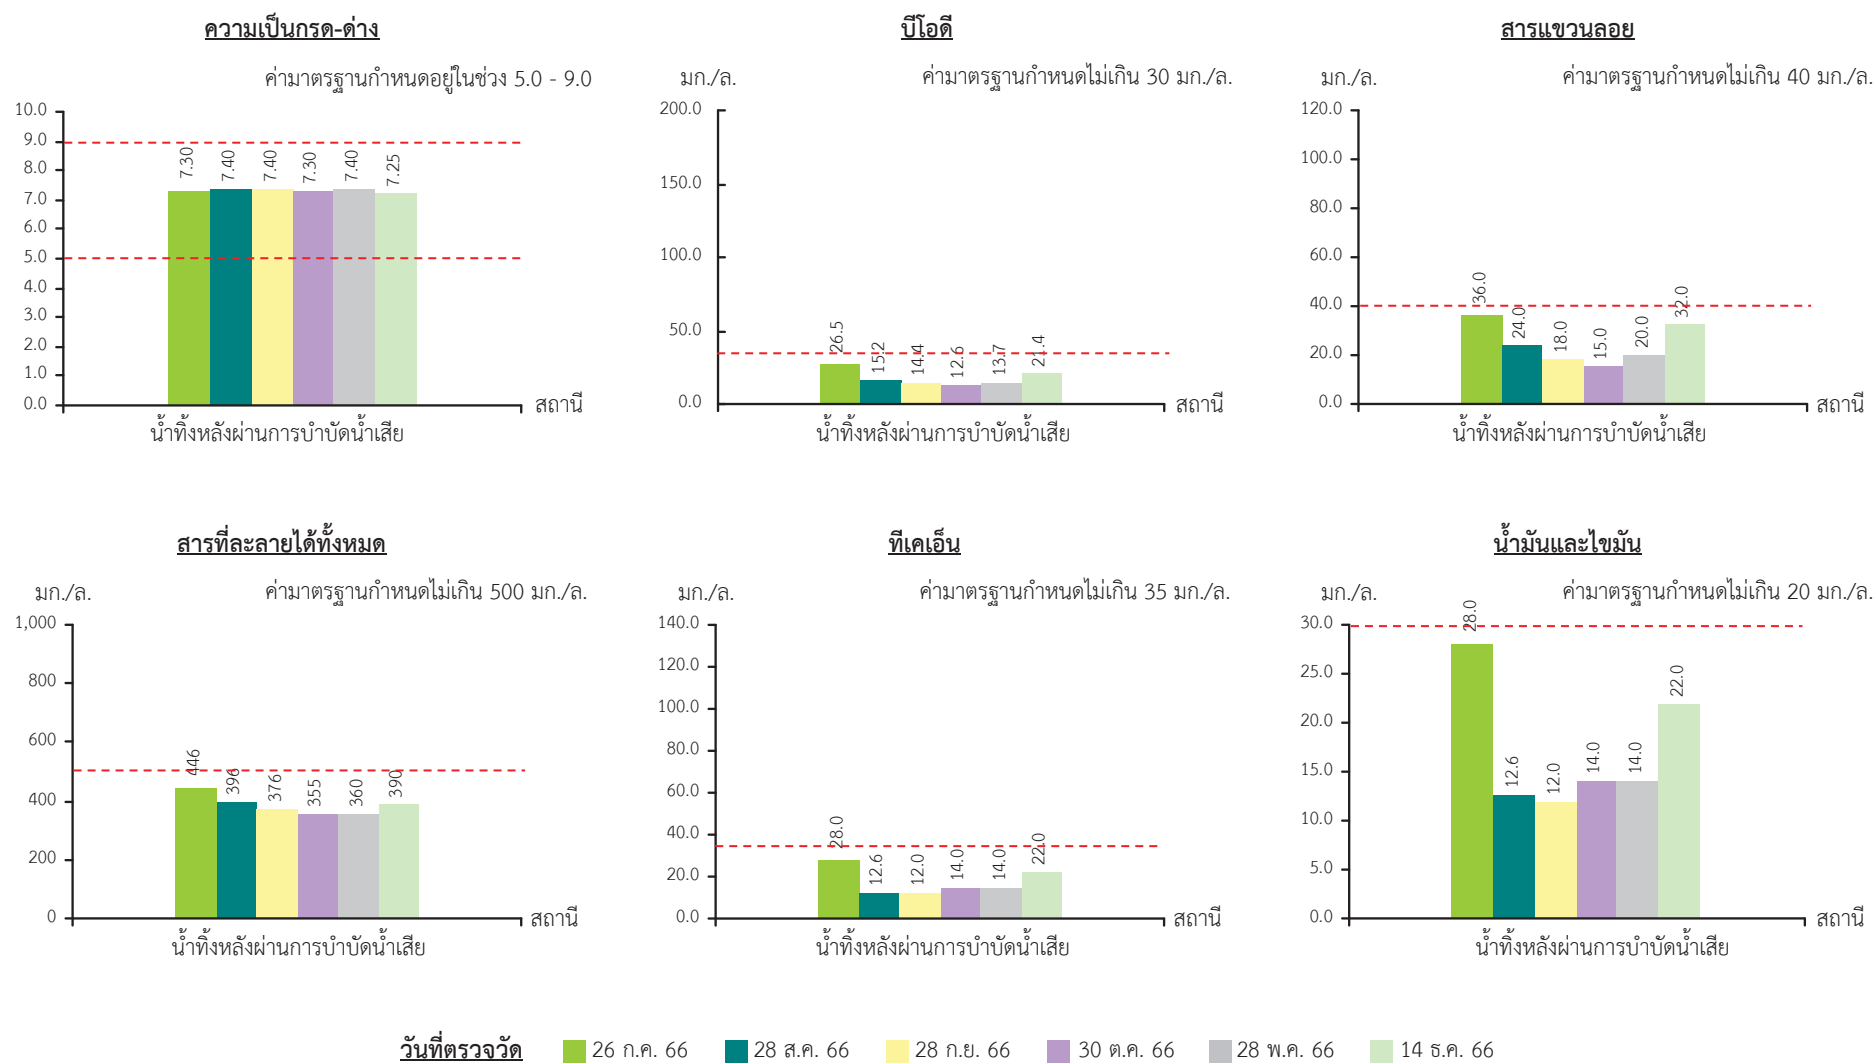 ความเป็นกรด-ด่าง
ค่ามาตรฐานกำหนดอยู่ในช่วง 5.0 - 9.0
10.0
9.0
8.0
7.0
6.0
5.0
4.0
3.0
2.0
1.0
0.0
7.30
7.40
7.40
7.30
7.40
7.25
สถานี
น้ำทิ้งหลังผ่านการบำบัดน้ำเสีย
บีโอดี
มก./ล.
ค่ามาตรฐานกำหนดไม่เกิน 30 มก./ล.
200.0
150.0
100.0
50.0
0.0
26.5
15.2
14.4
12.6
13.7
21.4
สถานี
น้ำทิ้งหลังผ่านการบำบัดน้ำเสีย
สารแขวนลอย
มก./ล.
ค่ามาตรฐานกำหนดไม่เกิน 40 มก./ล.
120.0
100.0
80.0
60.0
40.0
20.0
0.0
36.0
24.0
18.0
15.0
20.0
32.0
สถานี
น้ำทิ้งหลังผ่านการบำบัดน้ำเสีย
สารที่ละลายได้ทั้งหมด
มก./ล.
ค่ามาตรฐานกำหนดไม่เกิน 500 มก./ล.
1,000
800
600
400
200
0
446
396
376
355
360
390
สถานี
น้ำทิ้งหลังผ่านการบำบัดน้ำเสีย
ทีเคเอ็น
มก./ล.
ค่ามาตรฐานกำหนดไม่เกิน 35 มก./ล.
140.0
120.0
100.0
80.0
60.0
40.0
20.0
0.0
28.0
12.6
12.0
14.0
14.0
22.0
สถานี
น้ำทิ้งหลังผ่านการบำบัดน้ำเสีย
น้ำมันและไขมัน
มก./ล.
ค่ามาตรฐานกำหนดไม่เกิน 20 มก./ล.
30.0
25.0
20.0
15.0
10.0
5.0
0.0
28.0
12.6
12.0
14.0
14.0
22.0
สถานี
น้ำทิ้งหลังผ่านการบำบัดน้ำเสีย
วันที่ตรวจวัด 26 ก.ค. 66 28 ส.ค. 66 28 ก.ย. 66 30 ต.ค. 66 28 พ.ค. 66 14 ธ.ค. 66